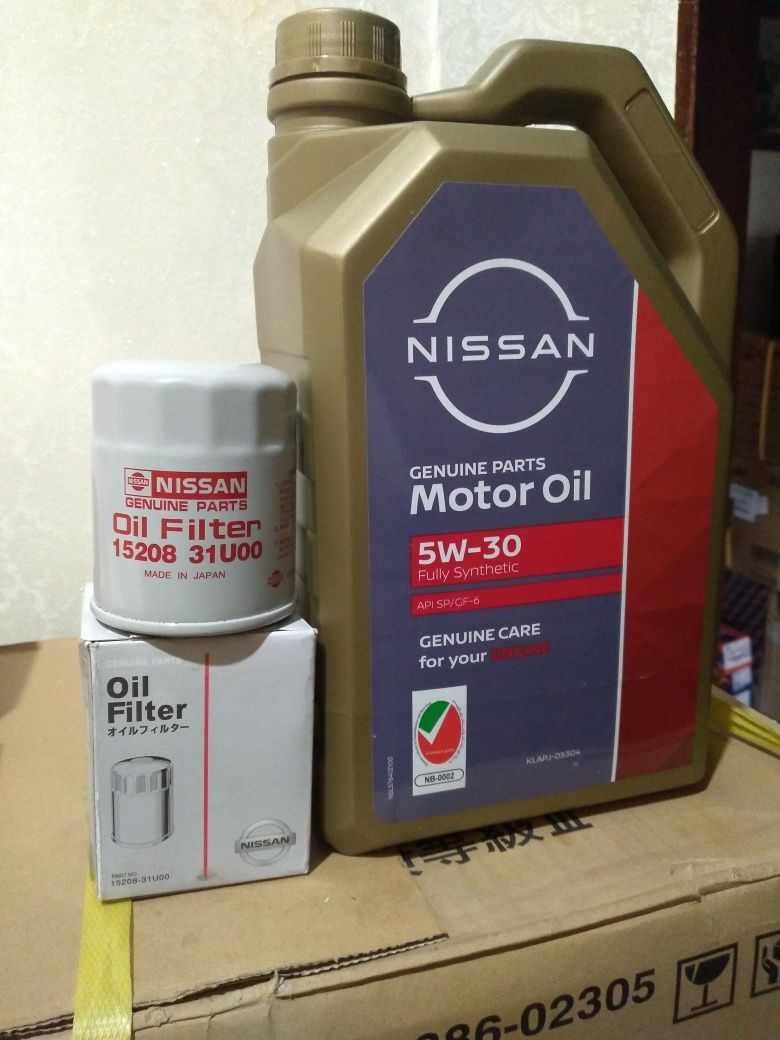 NISSAN
GENUINE PARTS
Motor Oil
5W-30
Fully Synthetic
API SP/GF-6
GENUINE CARE
for your ENGINE
NB-0002
KLAPJ-05304
NISSAN
NISSAN
GENUINE PARTS
Oil Filter
15208 31U00
MADE IN JAPAN
GENUINE PARTS
Oil
Filter
オイルフィルター
NISSAN
PART NO.
15208-31U00
86-02305